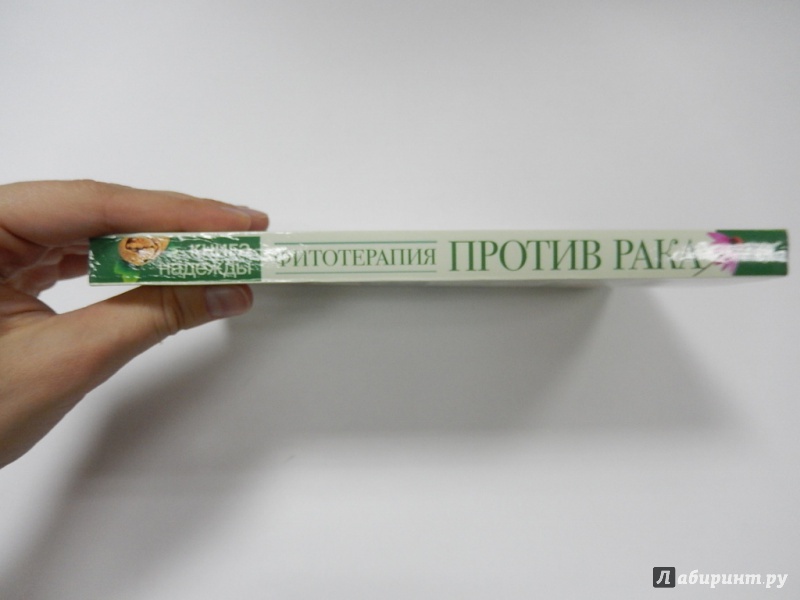 книга
надежды
ФИТОТЕРАПИЯ
ПРОТИВ РАКА
Лабиринт.ру